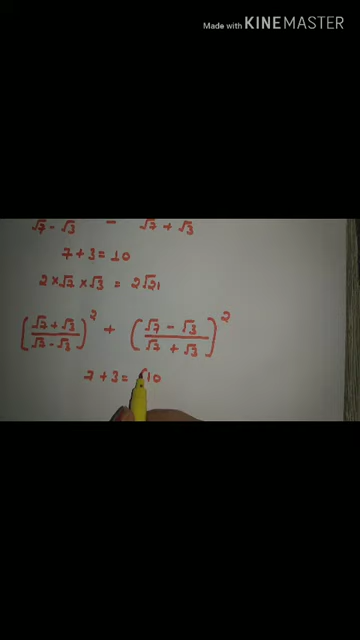 Made with KINEMASTER
√7 - √3 - √7 + √3
7 + 3 = 10
2 × √7 × √3 = 2√21
(√7 + √3 / √7 - √3)² + (√7 - √3 / √7 + √3)²
7 + 3 = 10